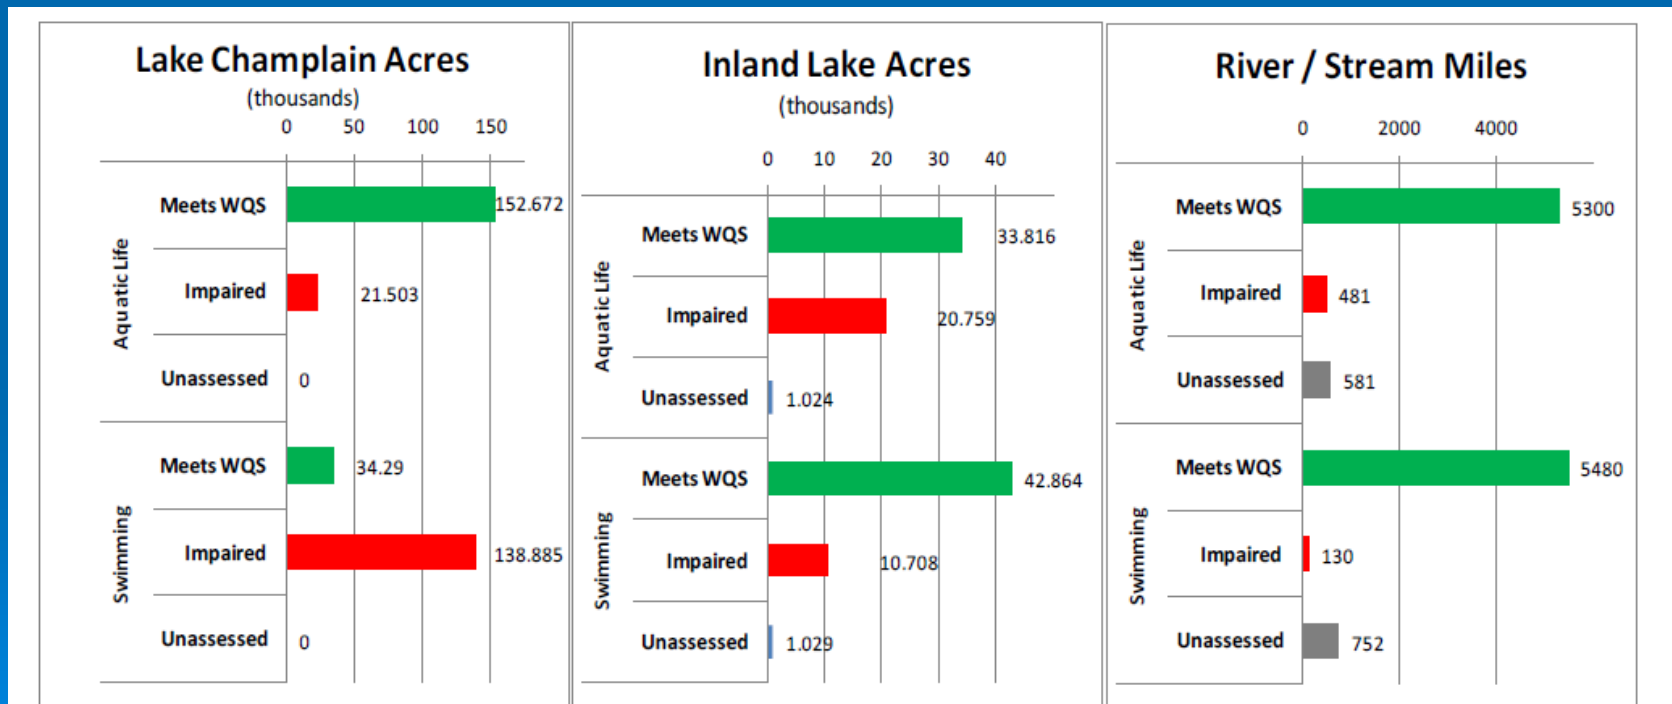 Lake Champlain Acres
(thousands)
0 50 100 150
Aquatic Life
Meets WQS 152.672
Impaired 21.503
Unassessed 0
Swimming
Meets WQS 34.29
Impaired 138.885
Unassessed 0
Inland Lake Acres
(thousands)
0 10 20 30 40
Aquatic Life
Meets WQS 33.816
Impaired 20.759
Unassessed 1.024
Swimming
Meets WQS 42.864
Impaired 10.708
Unassessed 1.029
River / Stream Miles
0 2000 4000
Aquatic Life
Meets WQS 5300
Impaired 481
Unassessed 581
Swimming
Meets WQS 5480
Impaired 130
Unassessed 752